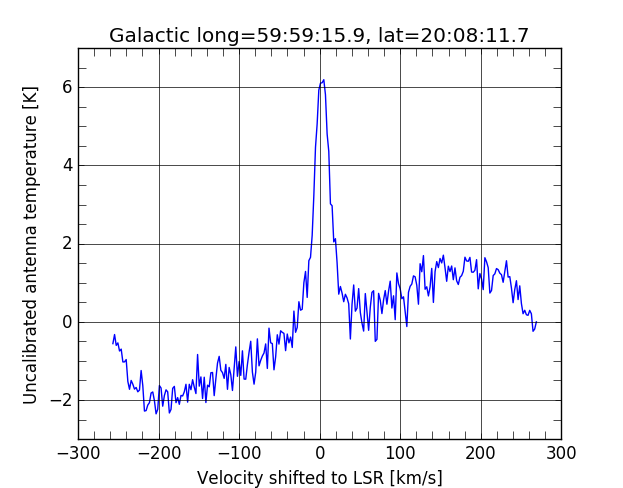 Galactic long=59:59:15.9, lat=20:08:11.7
Uncalibrated antenna temperature [K]
6
4
2
0
−2
−300 −200 −100 0 100 200 300
Velocity shifted to LSR [km/s]